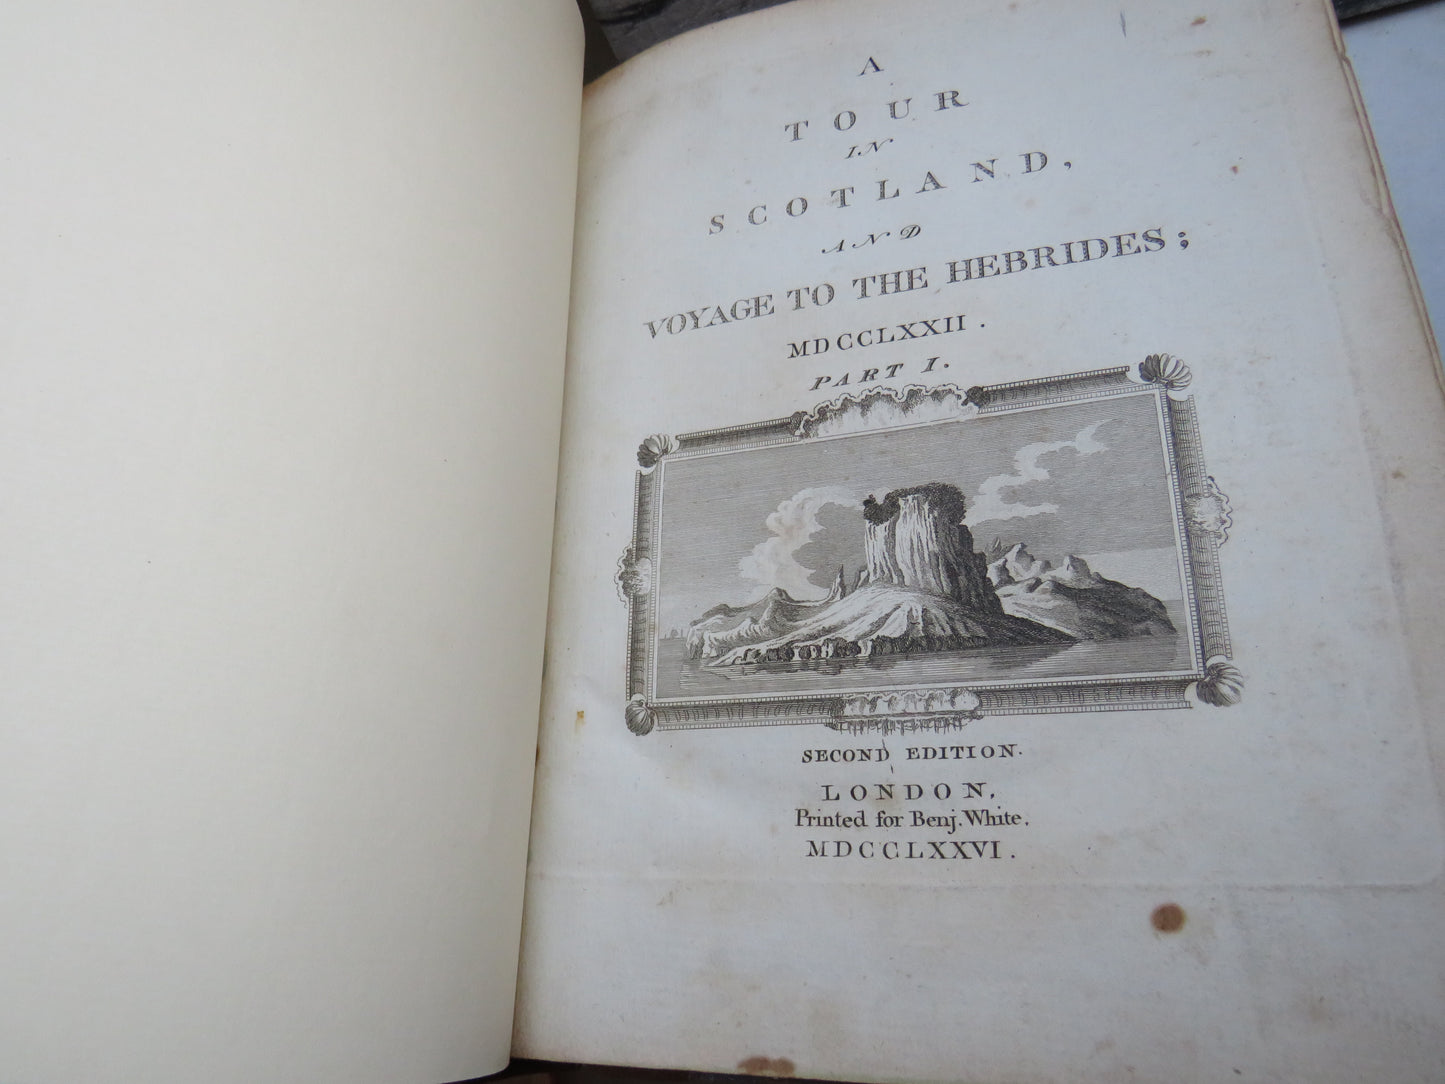 A
TOUR
IN
SCOTLAND,
AND
VOYAGE TO THE HEBRIDES;
MDCCLXXII.
PART I.
SECOND EDITION.
LONDON,
Printed for Benj. White.
MDCCLXXVI.